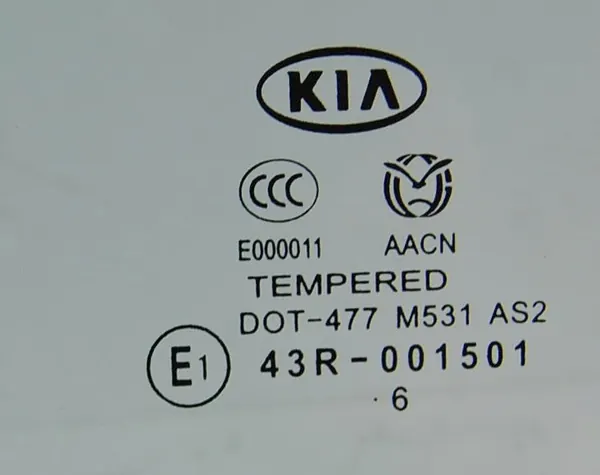 KIA
CCC
E000011 AACN
TEMPERED
DOT-477 M531 AS2
E1 43R-001501
. 6